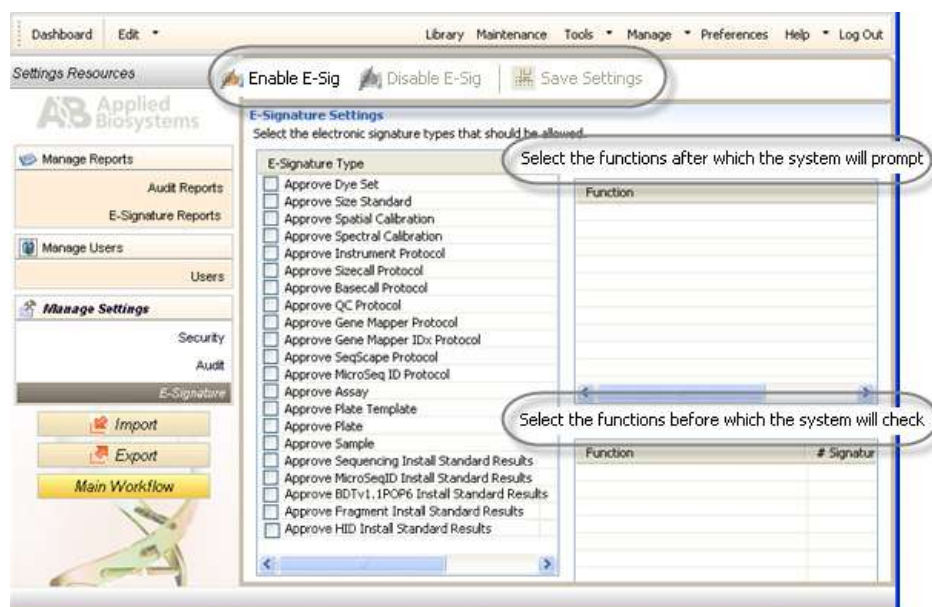 Dashboard Edit Library Maintenance Tools Manage Preferences Help Log Out
Settings Resources
Enable E-Sig Disable E-Sig Save Settings
AB Applied Biosystems
Manage Reports
Audit Reports
E-Signature Reports
Manage Users
Users
Manage Settings
Security
Audit
E-Signature
Import
Export
Main Workflow
E-Signature Settings
Select the electronic signature types that should be allowed.
E-Signature Type
Approve Dye Set
Approve Size Standard
Approve Spatial Calibration
Approve Spectral Calibration
Approve Instrument Protocol
Approve Sizecall Protocol
Approve Basecall Protocol
Approve QC Protocol
Approve Gene Mapper Protocol
Approve Gene Mapper IDx Protocol
Approve SeqScape Protocol
Approve MicroSeq ID Protocol
Approve Assay
Approve Plate Template
Approve Plate
Approve Sample
Approve Sequencing Install Standard Results
Approve MicroSeqID Install Standard Results
Approve BDTv1.1POP6 Install Standard Results
Approve Fragment Install Standard Results
Approve HID Install Standard Results
Select the functions after which the system will prompt
Function
Select the functions before which the system will check
Function # Signatur